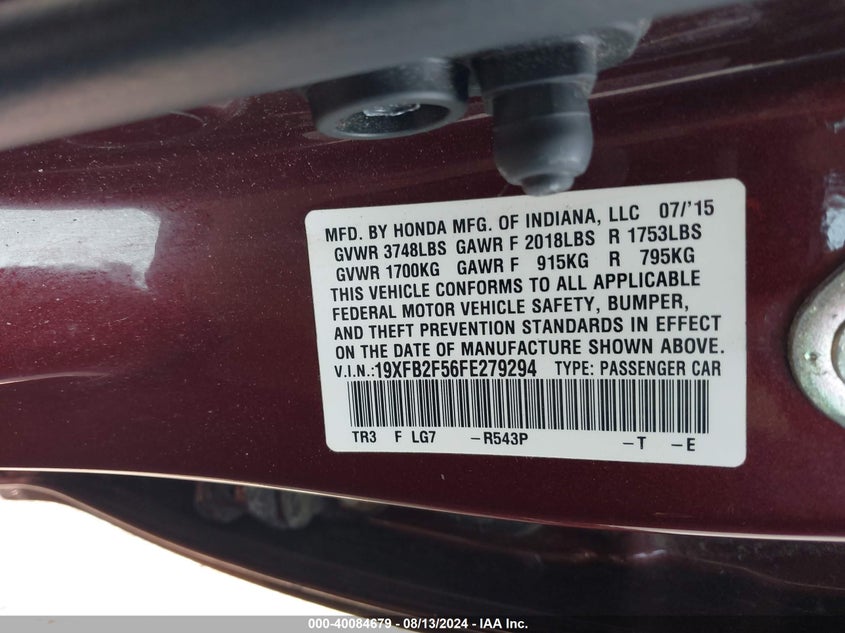 MFD. BY HONDA MFG. OF INDIANA, LLC 07/'15
GVWR 3748LBS GAWR F 2018LBS R 1753LBS
GVWR 1700KG GAWR F 915KG R 795KG
THIS VEHICLE CONFORMS TO ALL APPLICABLE
FEDERAL MOTOR VEHICLE SAFETY, BUMPER,
AND THEFT PREVENTION STANDARDS IN EFFECT
ON THE DATE OF MANUFACTURE SHOWN ABOVE.
V.I.N.:19XFB2F56FE279294 TYPE: PASSENGER CAR
TR3 F LG7 -R543P -T -E
000-40084679 - 08/13/2024 - IAA Inc.